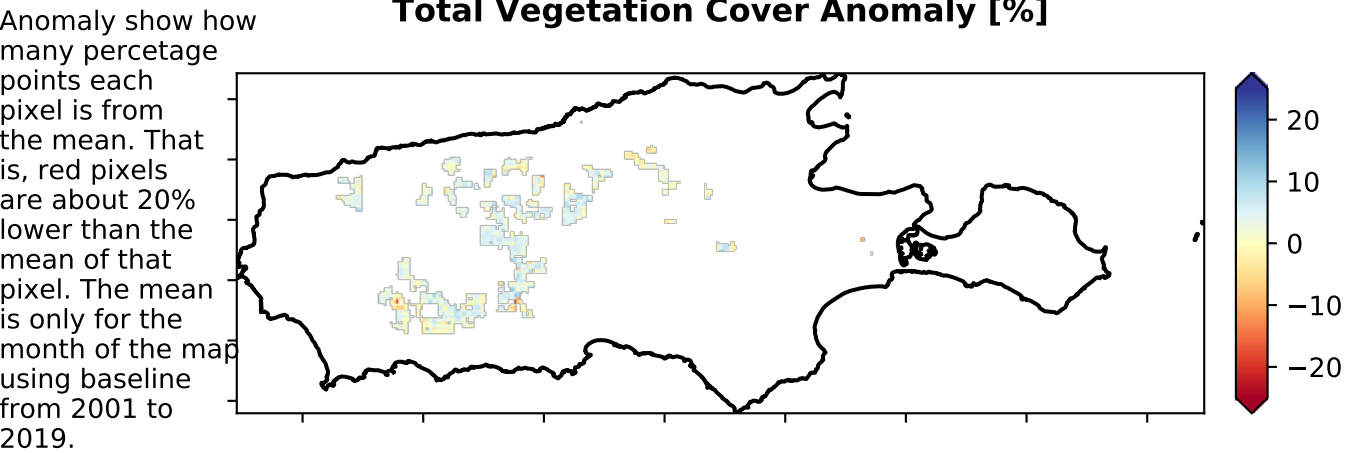 Total Vegetation Cover Anomaly [%]
Anomaly show how
many percetage
points each
pixel is from
the mean. That
is, red pixels
are about 20%
lower than the
mean of that
pixel. The mean
is only for the
month of the map
using baseline
from 2001 to
2019.
20
10
0
−10
−20